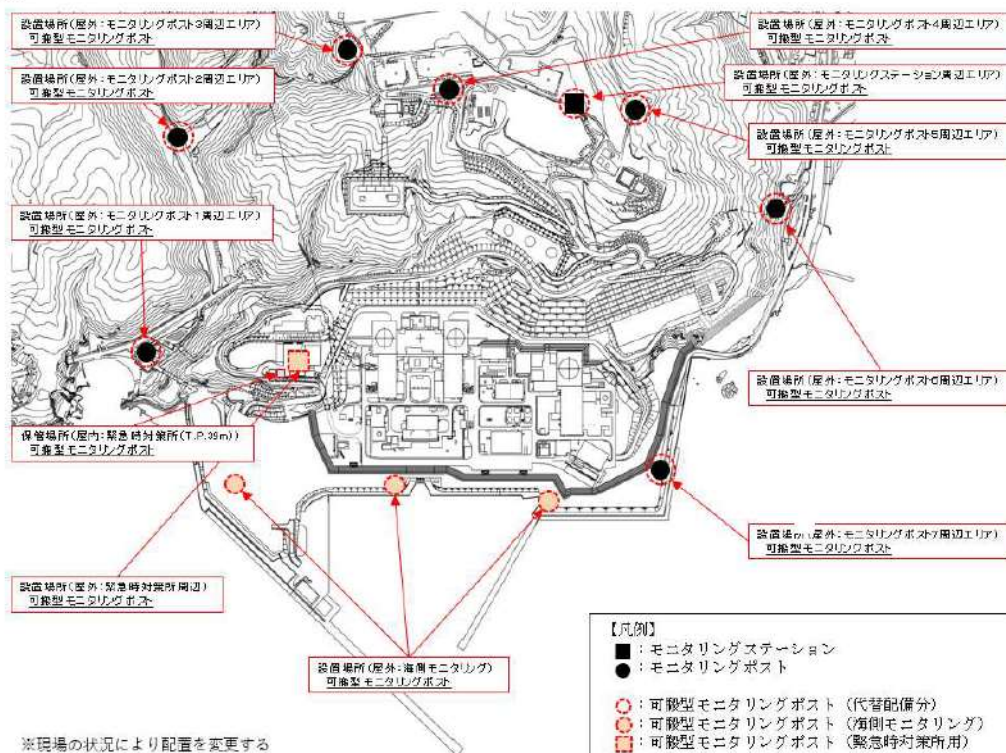 設置場所(屋外:モニタリングポスト3周辺エリア)
可搬型モニタリングポスト
設置場所(屋外:モニタリングポスト2周辺エリア)
可搬型モニタリングポスト
設置場所(屋外:モニタリングポスト1周辺エリア)
可搬型モニタリングポスト
保管場所(屋内:緊急時対策所(T.P.39m))
可搬型モニタリングポスト
設置場所(屋外:緊急時対策所周辺)
可搬型モニタリングポスト
設置場所(屋外:海側モニタリング)
可搬型モニタリングポスト
設置場所(屋外:モニタリングポスト4周辺エリア)
可搬型モニタリングポスト
設置場所(屋外:モニタリングステーション周辺エリア)
可搬型モニタリングポスト
設置場所(屋外:モニタリングポスト5周辺エリア)
可搬型モニタリングポスト
設置場所(屋外:モニタリングポスト6周辺エリア)
可搬型モニタリングポスト
設置場所(屋外:モニタリングポスト7周辺エリア)
可搬型モニタリングポスト
【凡例】
■:モニタリングステーション
●:モニタリングポスト
:可搬型モニタリングポスト(代替配備分)
:可搬型モニタリングポスト(海側モニタリング)
:可搬型モニタリングポスト(緊急時対策所用)
※現場の状況により配置を変更する